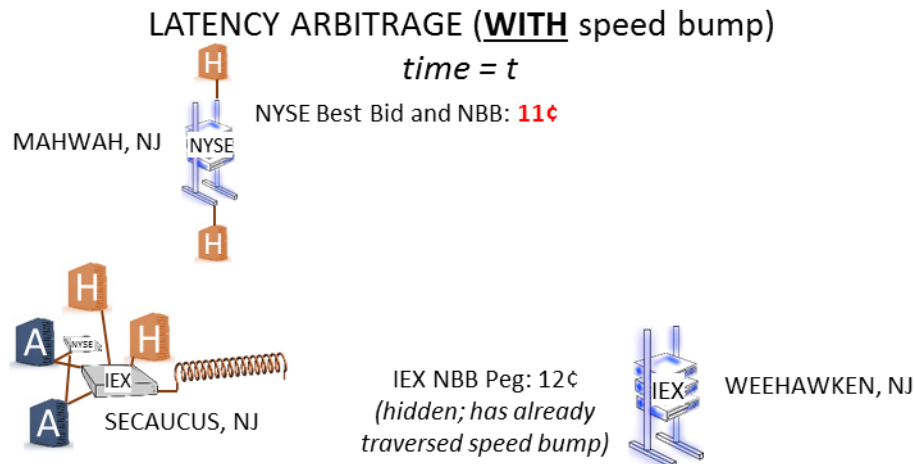 LATENCY ARBITRAGE (WITH speed bump)
time = t
H
NYSE Best Bid and NBB: 11¢
MAHWAH, NJ
NYSE
H
H
A
NYSE
H
IEX
A
SECAUCUS, NJ
IEX NBB Peg: 12¢
(hidden; has already
traversed speed bump)
IEX
WEEHAWKEN, NJ